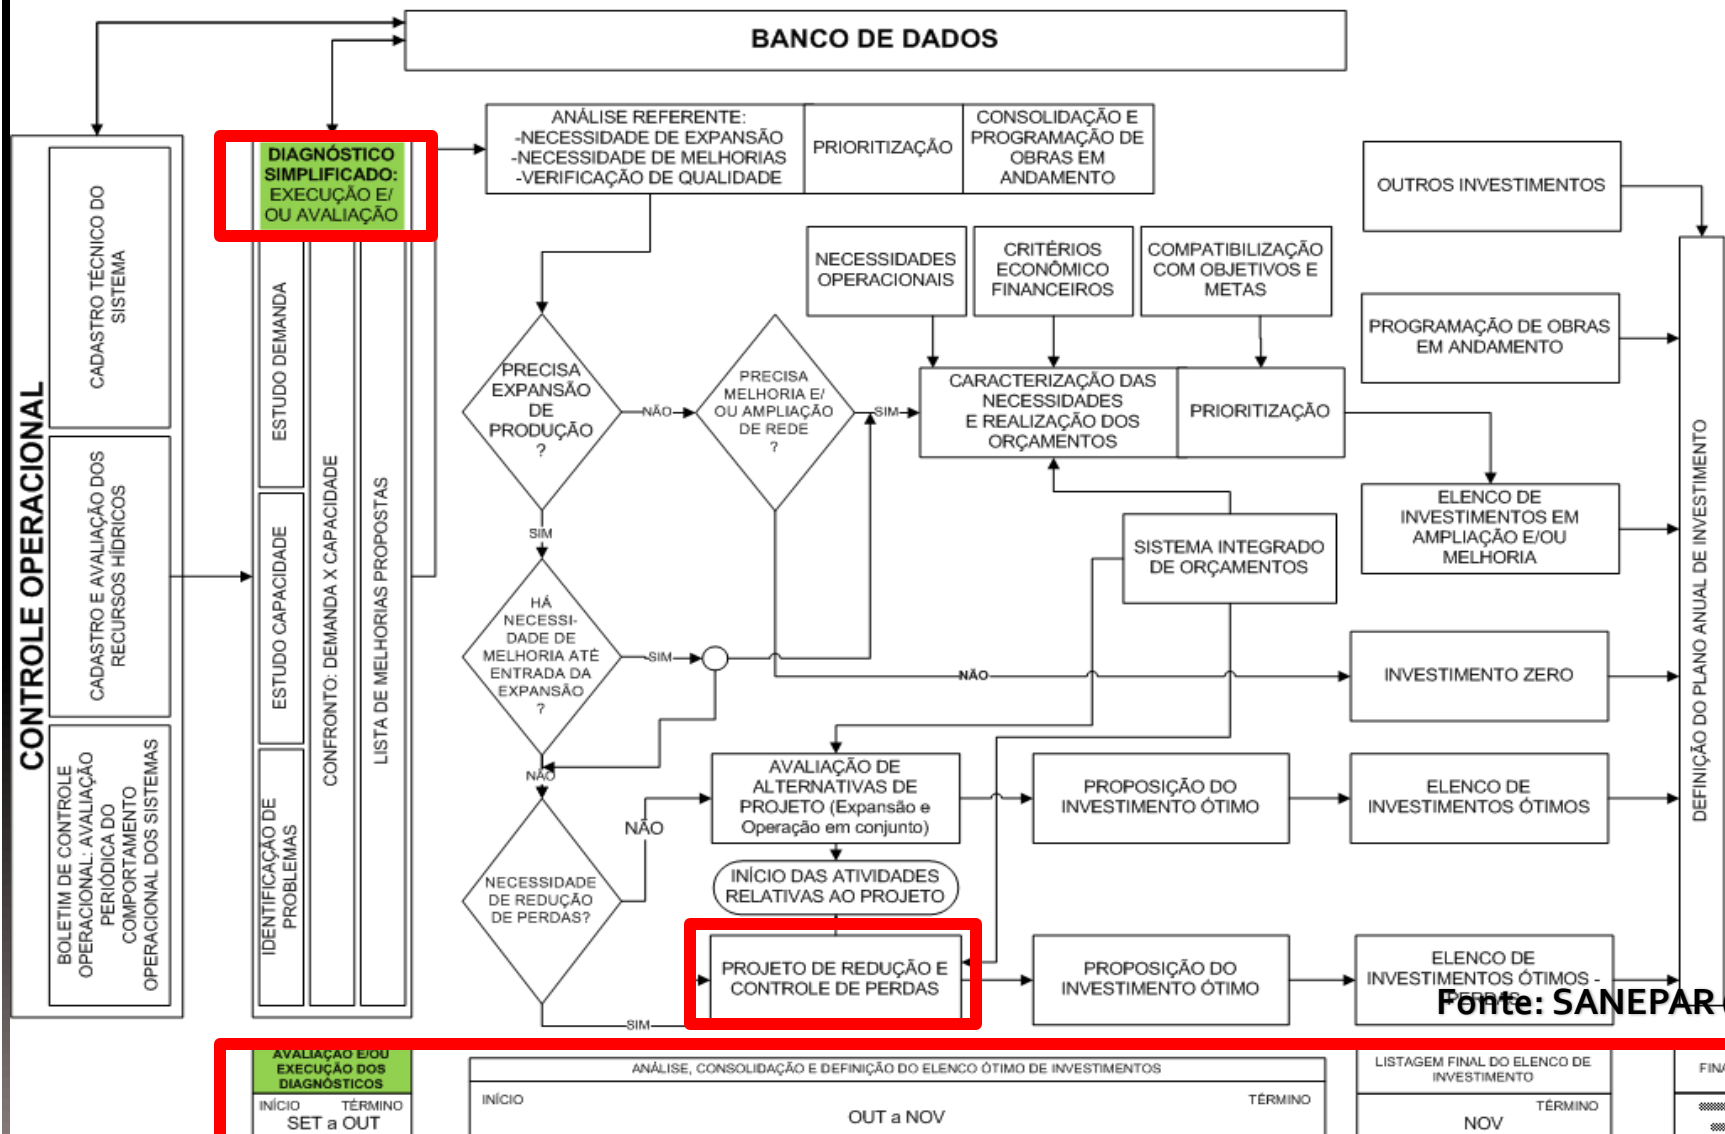 BANCO DE DADOS
CONTROLE OPERACIONAL
CADASTRO TÉCNICO DO
SISTEMA
CADASTRO E AVALIAÇÃO DOS
RECURSOS HÍDRICOS
BOLETIM DE CONTROLE
OPERACIONAL: AVALIAÇÃO
PERIÓDICA DO
COMPORTAMENTO
OPERACIONAL DOS SISTEMAS
DIAGNÓSTICO
SIMPLIFICADO:
EXECUÇÃO E/
OU AVALIAÇÃO
ESTUDO DEMANDA
ESTUDO CAPACIDADE
IDENTIFICAÇÃO DE
PROBLEMAS
CONFRONTO: DEMANDA X CAPACIDADE
LISTA DE MELHORIAS PROPOSTAS
ANÁLISE REFERENTE:
-NECESSIDADE DE EXPANSÃO
-NECESSIDADE DE MELHORIAS
-VERIFICAÇÃO DE QUALIDADE
PRIORITIZAÇÃO
CONSOLIDAÇÃO E
PROGRAMAÇÃO DE
OBRAS EM
ANDAMENTO
OUTROS INVESTIMENTOS
NECESSIDADES
OPERACIONAIS
CRITÉRIOS
ECONÔMICO
FINANCEIROS
COMPATIBILIZAÇÃO
COM OBJETIVOS E
METAS
PROGRAMAÇÃO DE OBRAS
EM ANDAMENTO
PRECISA
EXPANSÃO
DE
PRODUÇÃO
?
NÃO
PRECISA
MELHORIA E/
OU AMPLIAÇÃO
DE REDE
?
SIM
CARACTERIZAÇÃO DAS
NECESSIDADES
E REALIZAÇÃO DOS
ORÇAMENTOS
PRIORITIZAÇÃO
ELENCO DE
INVESTIMENTOS EM
AMPLIAÇÃO E/OU
MELHORIA
SIM
SISTEMA INTEGRADO
DE ORÇAMENTOS
HÁ
NECESSI-
DADE DE
MELHORIA ATÉ
ENTRADA DA
EXPANSÃO
?
SIM
NÃO
INVESTIMENTO ZERO
DEFINIÇÃO DO PLANO ANUAL DE INVESTIMENTO
NÃO
AVALIAÇÃO DE
ALTERNATIVAS DE
PROJETO (Expansão e
Operação em conjunto)
PROPOSIÇÃO DO
INVESTIMENTO ÓTIMO
ELENCO DE
INVESTIMENTOS ÓTIMOS
NÃO
NECESSIDADE
DE REDUÇÃO
DE PERDAS?
INÍCIO DAS ATIVIDADES
RELATIVAS AO PROJETO
PROJETO DE REDUÇÃO E
CONTROLE DE PERDAS
PROPOSIÇÃO DO
INVESTIMENTO ÓTIMO
ELENCO DE
INVESTIMENTOS ÓTIMOS -
PERDAS
Fonte: SANEPAR (
SIM
AVALIAÇÃO E/OU
EXECUÇÃO DOS
DIAGNÓSTICOS
INÍCIO TÉRMINO
SET a OUT
ANÁLISE, CONSOLIDAÇÃO E DEFINIÇÃO DO ELENCO ÓTIMO DE INVESTIMENTOS
INÍCIO TÉRMINO
OUT a NOV
LISTAGEM FINAL DO ELENCO DE
INVESTIMENTO
TÉRMINO
NOV